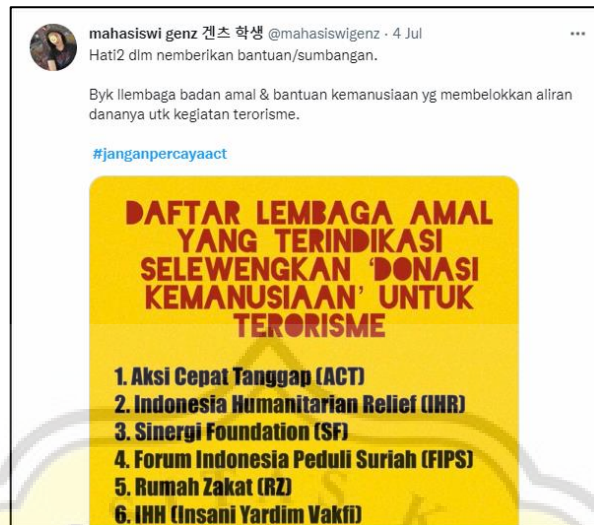 mahasiswi genz 겐츠 학생 @mahasiswigenz · 4 Jul
Hati2 dlm nemberikan bantuan/sumbangan.
Byk llembaga badan amal & bantuan kemanusiaan yg membelokkan aliran
dananya utk kegiatan terorisme.
#janganpercayaact
DAFTAR LEMBAGA AMAL
YANG TERINDIKASI
SELEWENGKAN 'DONASI
KEMANUSIAAN' UNTUK
TERORISME
1. Aksi Cepat Tanggap (ACT)
2. Indonesia Humanitarian Relief (IHR)
3. Sinergi Foundation (SF)
4. Forum Indonesia Peduli Suriah (FIPS)
5. Rumah Zakat (RZ)
6. IHH (Insani Yardim Vakfi)